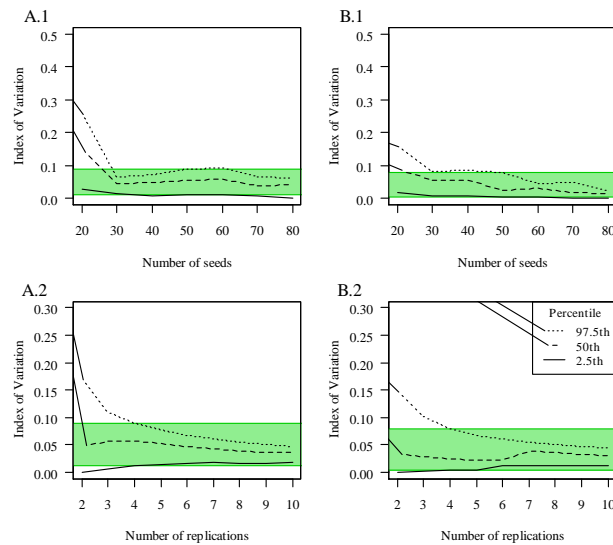 A.1
B.1
0.5
0.4
0.3
0.2
0.1
0.0
Index of Variation
20 30 40 50 60 70 80
Number of seeds
0.5
0.4
0.3
0.2
0.1
0.0
Index of Variation
20 30 40 50 60 70 80
Number of seeds
A.2
B.2
0.30
0.25
0.20
0.15
0.10
0.05
0.00
Index of Variation
2 3 4 5 6 7 8 9 10
Number of replications
0.30
0.25
0.20
0.15
0.10
0.05
0.00
Index of Variation
2 3 4 5 6 7 8 9 10
Number of replications
Percentile
97.5th
50th
2.5th